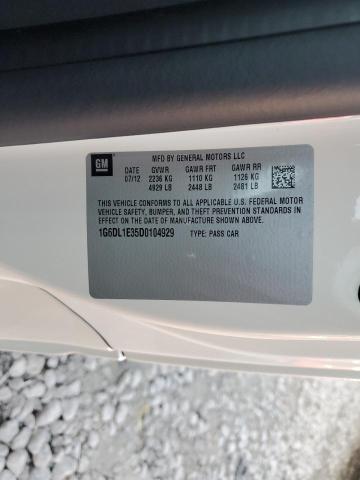 GM
MFD BY GENERAL MOTORS LLC
DATE GVWR GAWR FRT GAWR RR
07/12 2236 KG 1110 KG 1126 KG
4929 LB 2448 LB 2481 LB
THIS VEHICLE CONFORMS TO ALL APPLICABLE U.S. FEDERAL MOTOR
VEHICLE SAFETY, BUMPER, AND THEFT PREVENTION STANDARDS IN
EFFECT ON THE DATE OF MANUFACTURE SHOWN ABOVE.
1G6DL1E35D0104929 TYPE: PASS CAR